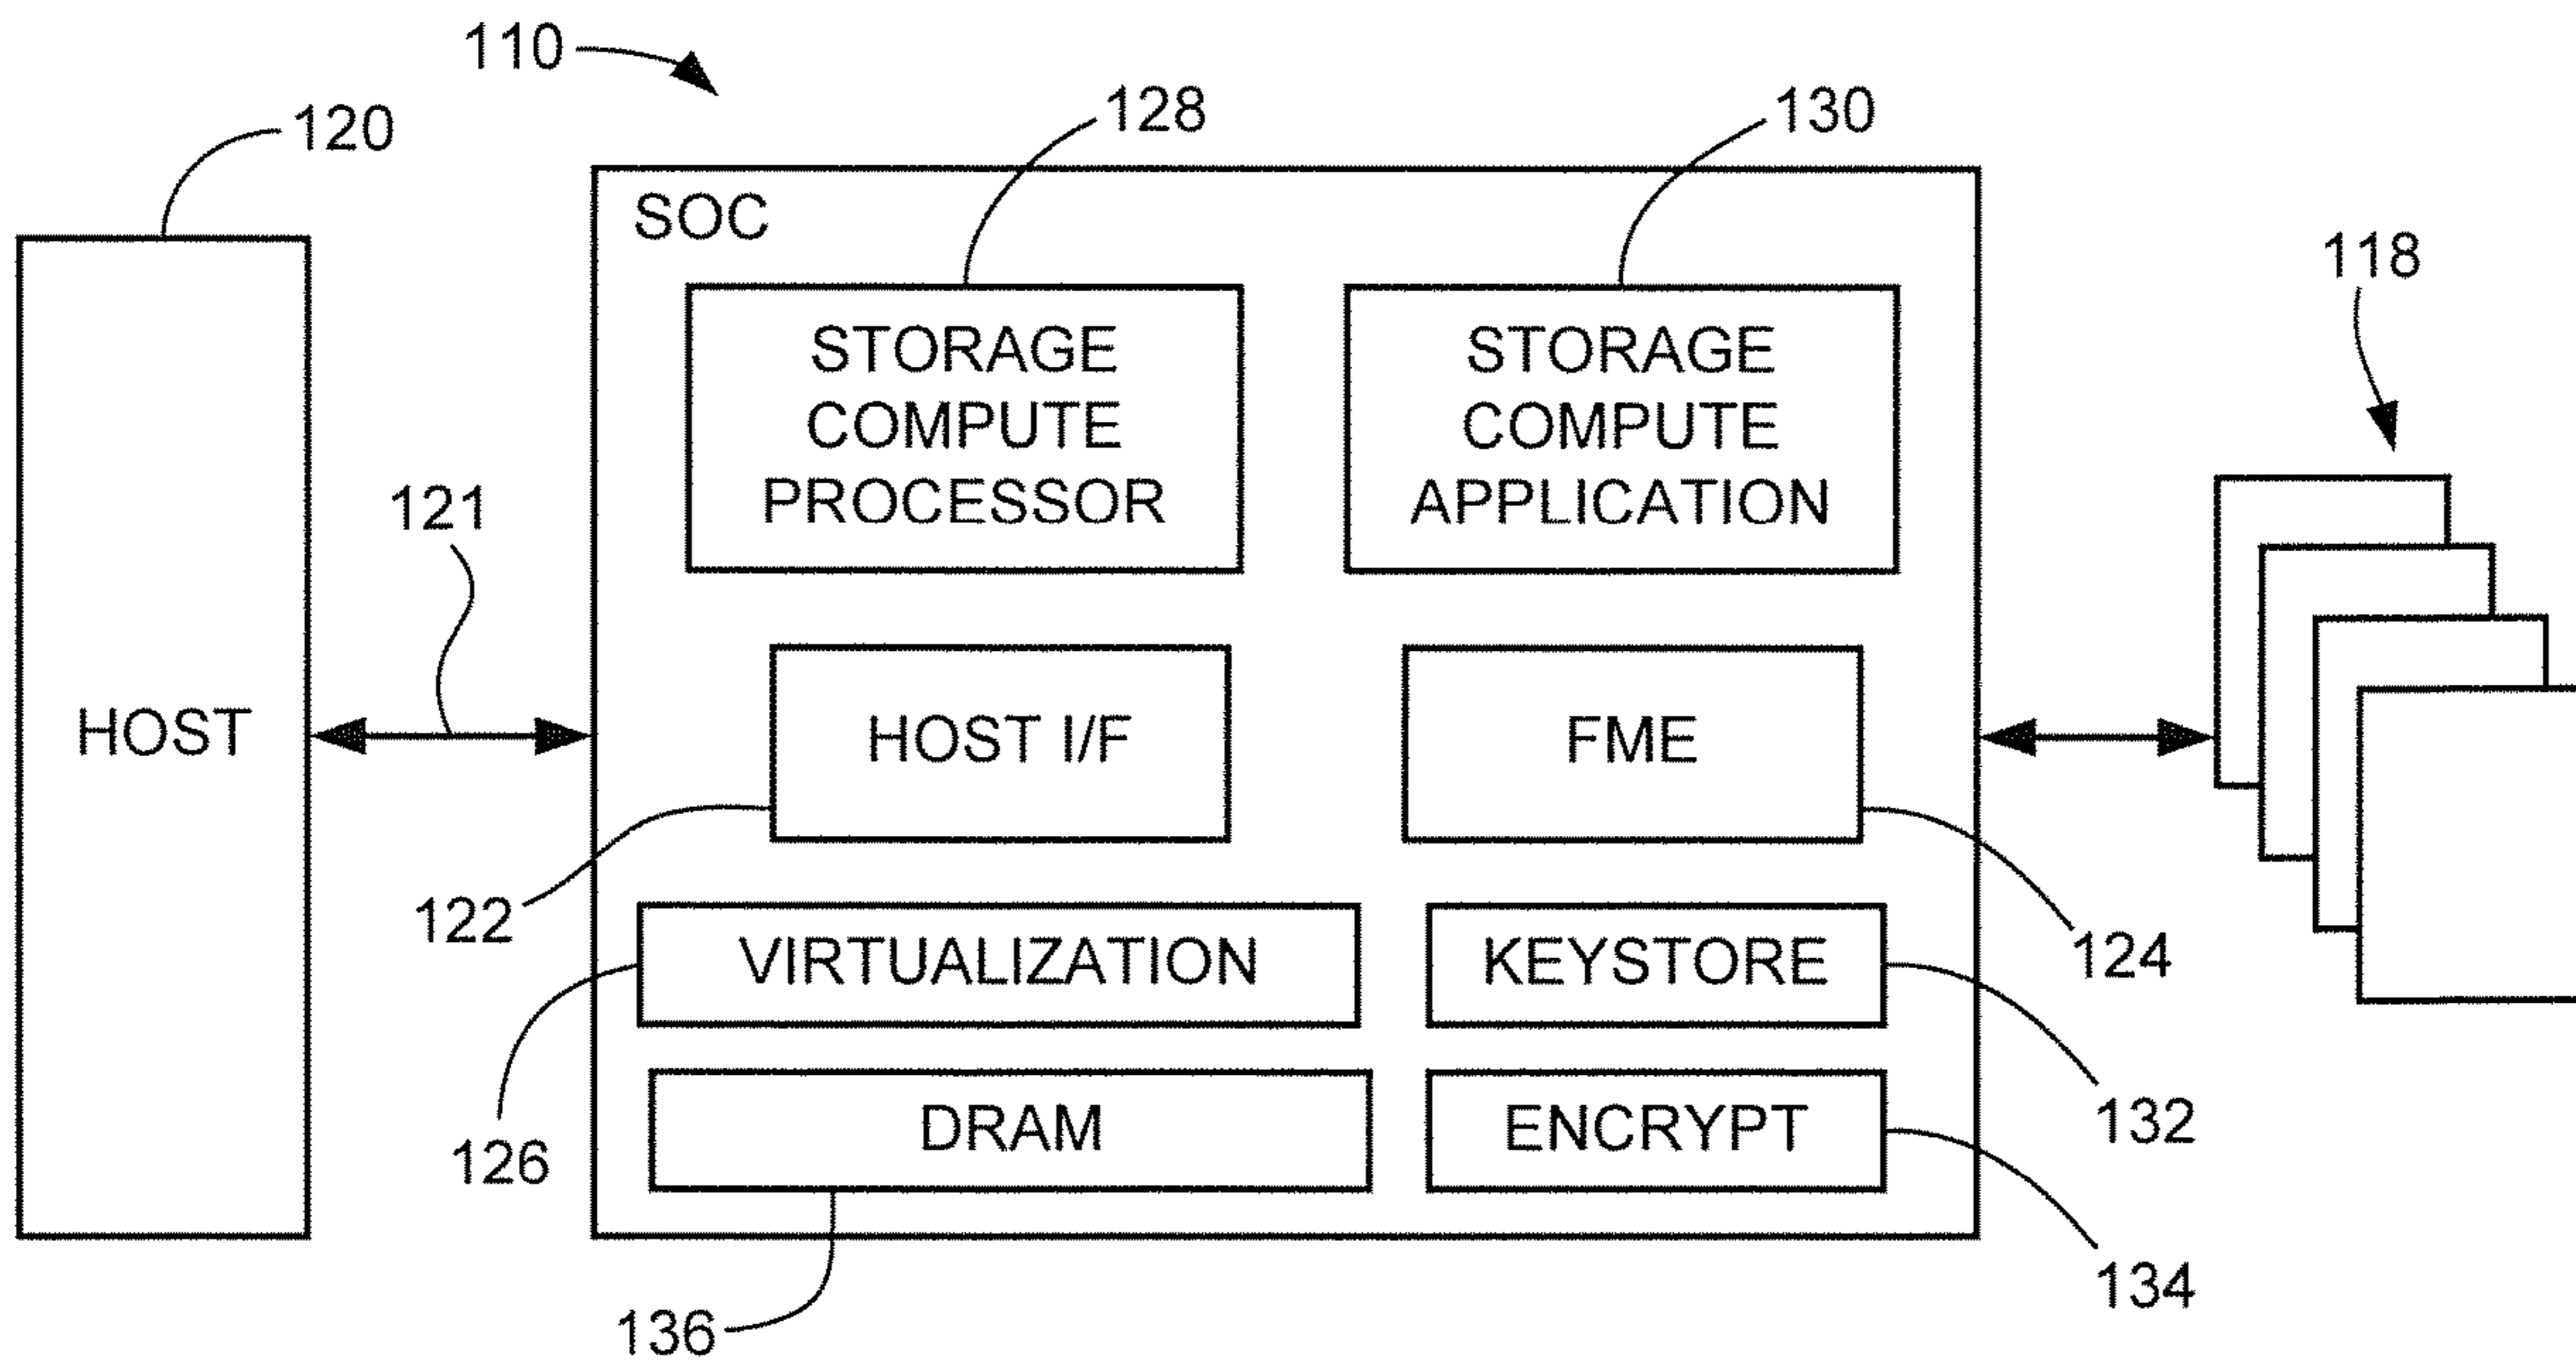 110
120
128
130
SOC
118
STORAGE
COMPUTE
PROCESSOR
STORAGE
COMPUTE
APPLICATION
121
HOST
HOST I/F
FME
122
124
VIRTUALIZATION
KEYSTORE
126
132
DRAM
ENCRYPT
134
136